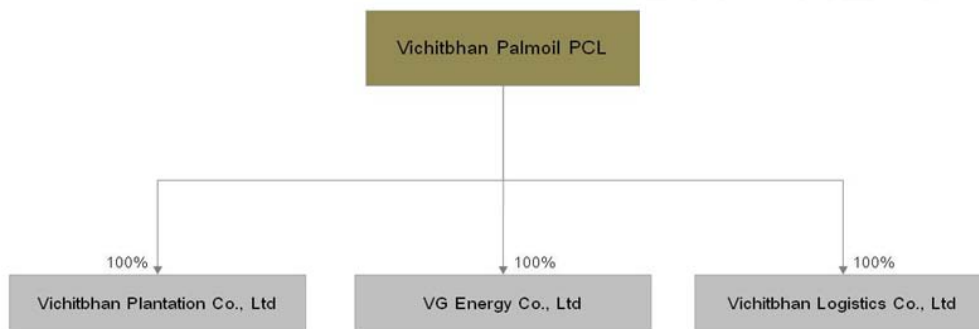 Vichitbhan Palmoil PCL
100%
100%
100%
Vichitbhan Plantation Co., Ltd
VG Energy Co., Ltd
Vichitbhan Logistics Co., Ltd